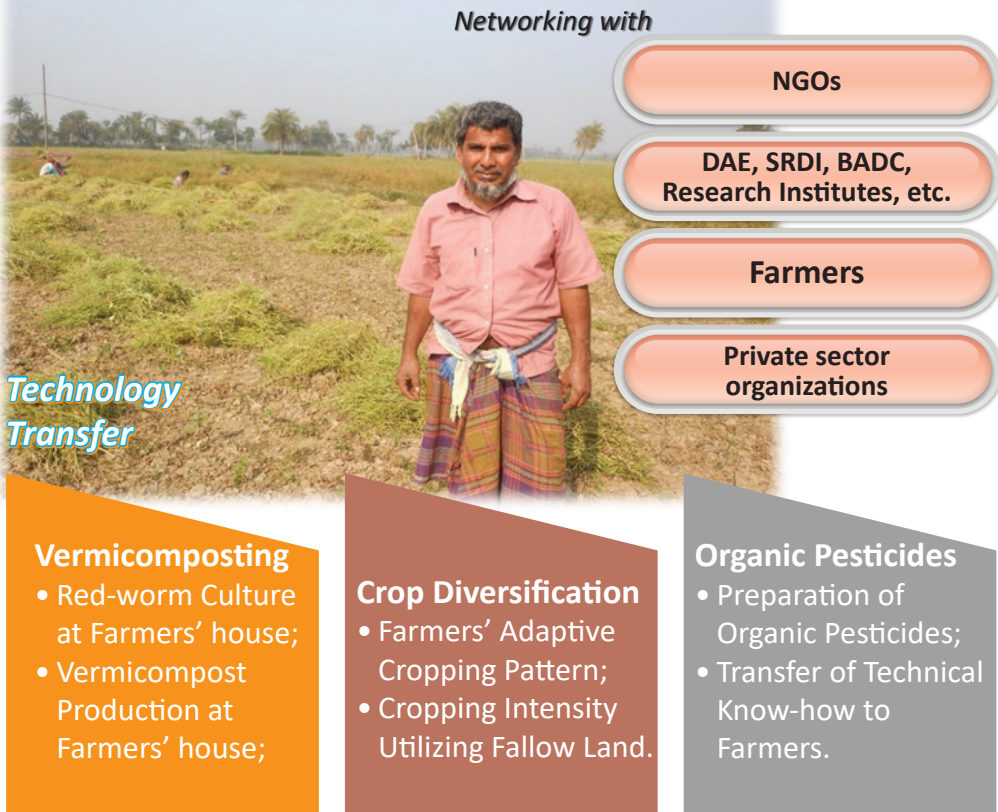 Networking with
NGOs
DAE, SRDI, BADC,
Research Institutes, etc.
Farmers
Private sector
organizations
Technology
Transfer
Vermicomposting
• Red-worm Culture
at Farmers’ house;
• Vermicompost
Production at
Farmers’ house;
Crop Diversification
• Farmers’ Adaptive
Cropping Pattern;
• Cropping Intensity
Utilizing Fallow Land.
Organic Pesticides
• Preparation of
Organic Pesticides;
• Transfer of Technical
Know-how to
Farmers.